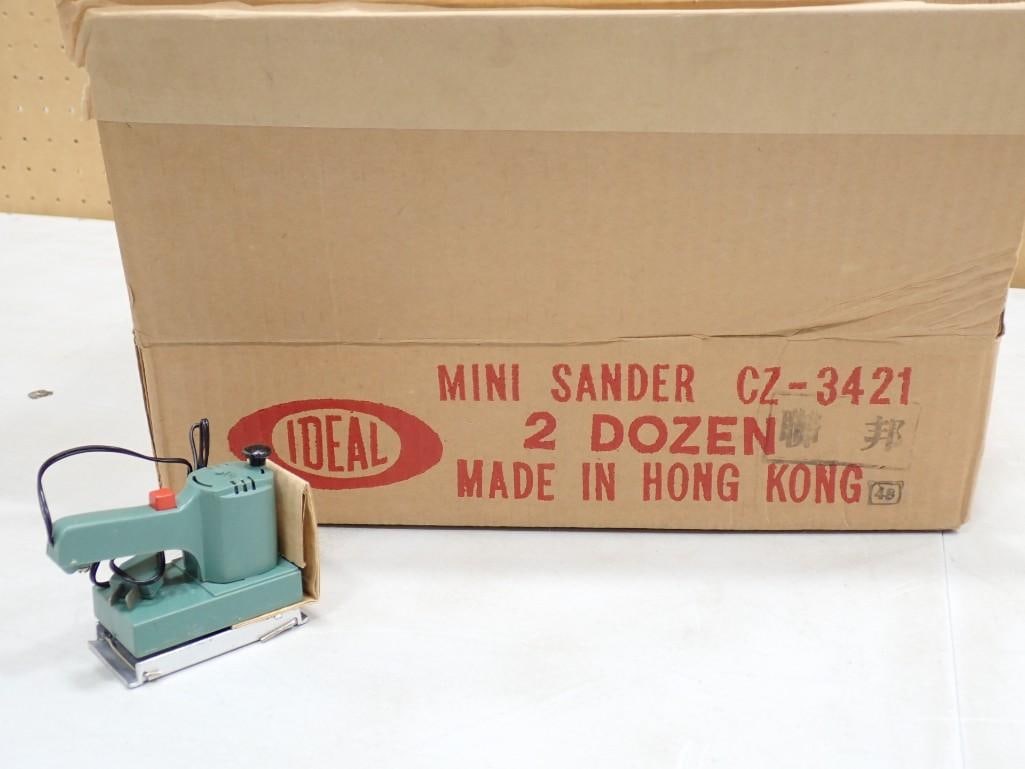 MINI SANDER CZ-3421
IDEAL
2 DOZEN
聯邦
MADE IN HONG KONG
48